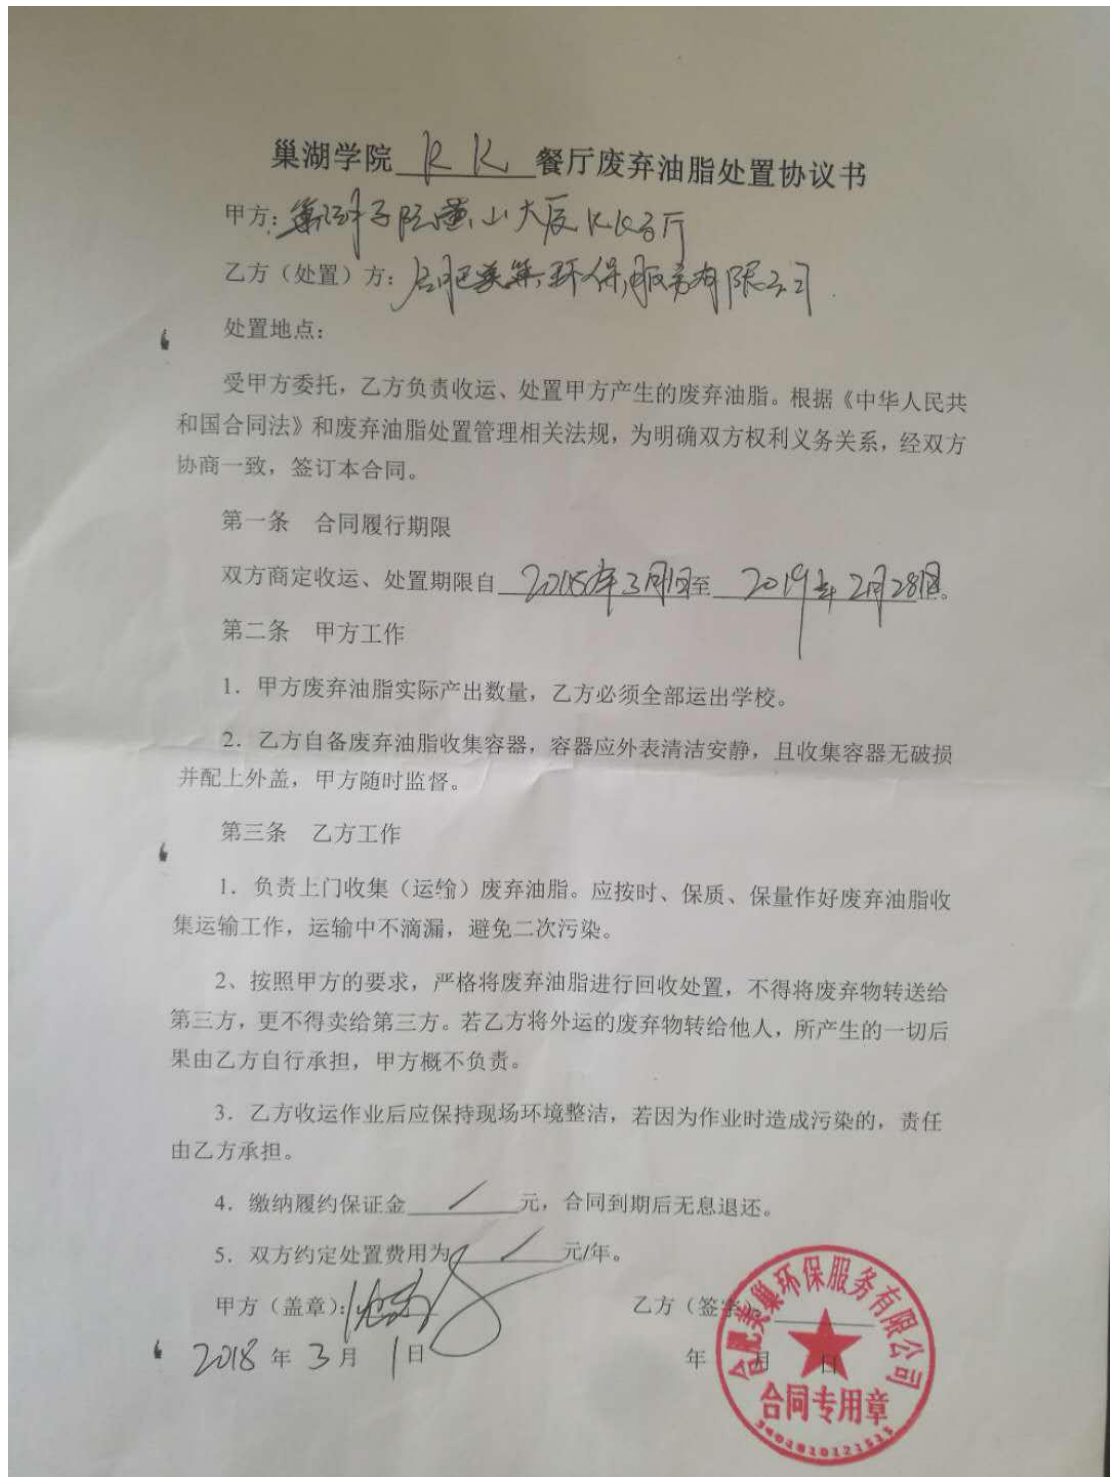 巢湖学院 KK 餐厅废弃油脂处置协议书
甲方：巢湖学院黄山大厦KK餐厅
乙方（处置）方：合肥美巢环保服务有限公司
处置地点：
受甲方委托，乙方负责收运、处置甲方产生的废弃油脂。根据《中华人民共
和国合同法》和废弃油脂处置管理相关法规，为明确双方权利义务关系，经双方
协商一致，签订本合同。
第一条 合同履行期限
双方商定收运、处置期限自 2018年3月1日至 2019年2月28日。
第二条 甲方工作
1．甲方废弃油脂实际产出数量，乙方必须全部运出学校。
2．乙方自备废弃油脂收集容器，容器应外表清洁安静，且收集容器无破损
并配上外盖，甲方随时监督。
第三条 乙方工作
1．负责上门收集（运输）废弃油脂。应按时、保质、保量作好废弃油脂收
集运输工作，运输中不滴漏，避免二次污染。
2、按照甲方的要求，严格将废弃油脂进行回收处置，不得将废弃物转送给
第三方，更不得卖给第三方。若乙方将外运的废弃物转给他人，所产生的一切后
果由乙方自行承担，甲方概不负责。
3．乙方收运作业后应保持现场环境整洁，若因为作业时造成污染的，责任
由乙方承担。
4．缴纳履约保证金 / 元，合同到期后无息退还。
5．双方约定处置费用为 / 元/年。
甲方（盖章）： 乙方（签字
2018 年 3 月 1 日 年 月 日
合肥美巢环保服务有限公司
合同专用章
3401810121515